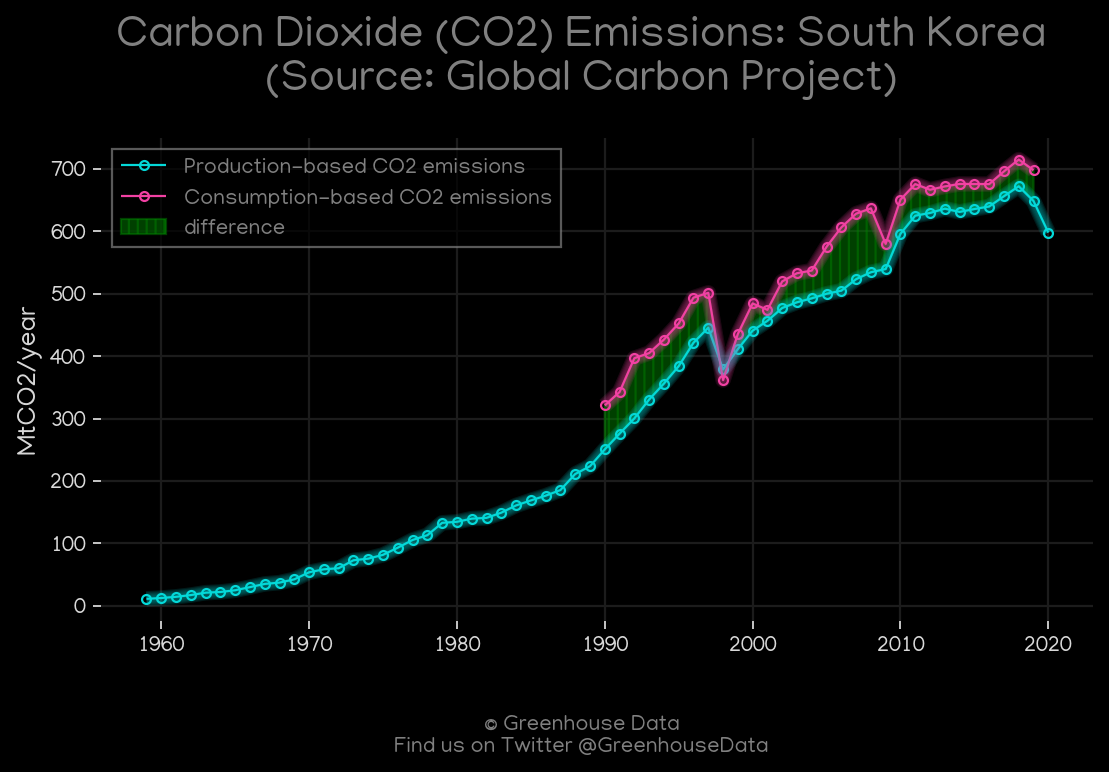 Carbon Dioxide (CO2) Emissions: South Korea
(Source: Global Carbon Project)
Production-based CO2 emissions
Consumption-based CO2 emissions
difference
MtCO2/year
700
600
500
400
300
200
100
0
1960 1970 1980 1990 2000 2010 2020
© Greenhouse Data
Find us on Twitter @GreenhouseData